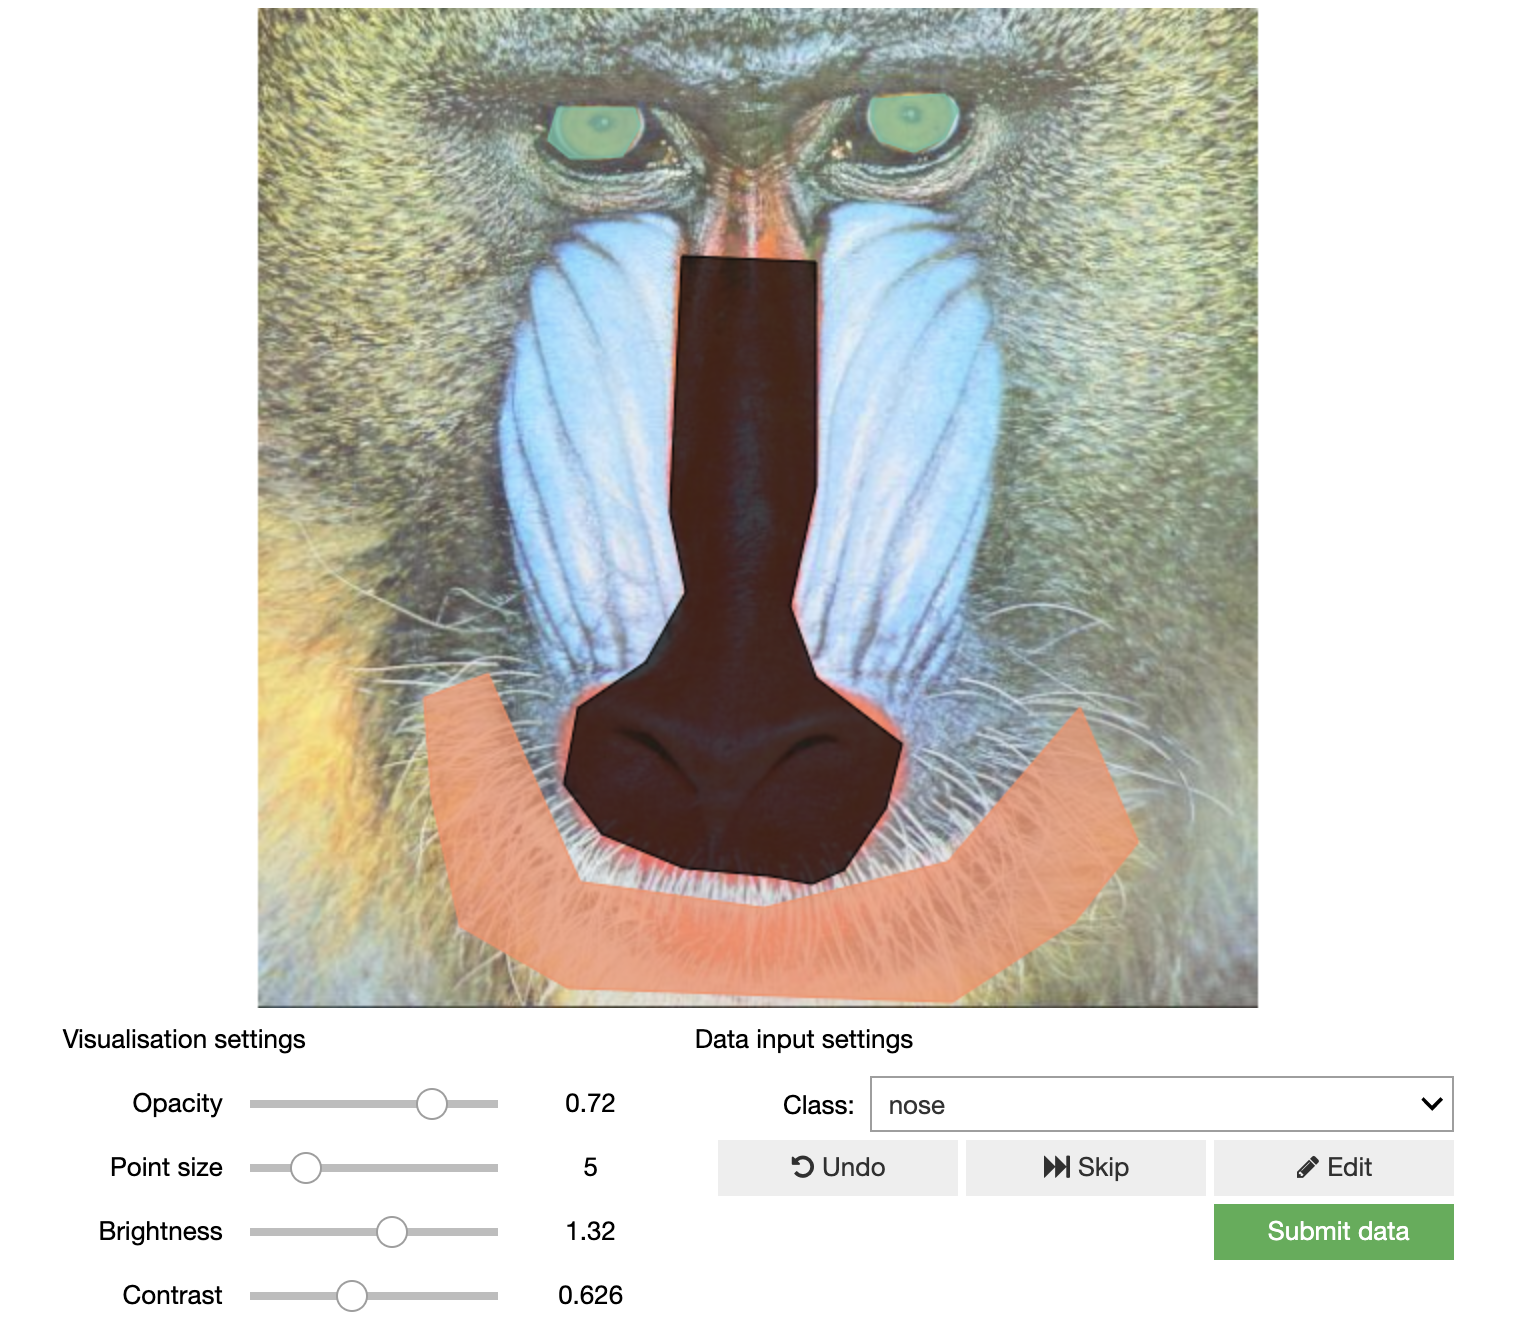 Visualisation settings
Opacity 0.72
Point size 5
Brightness 1.32
Contrast 0.626
Data input settings
Class: nose
Undo Skip Edit
Submit data